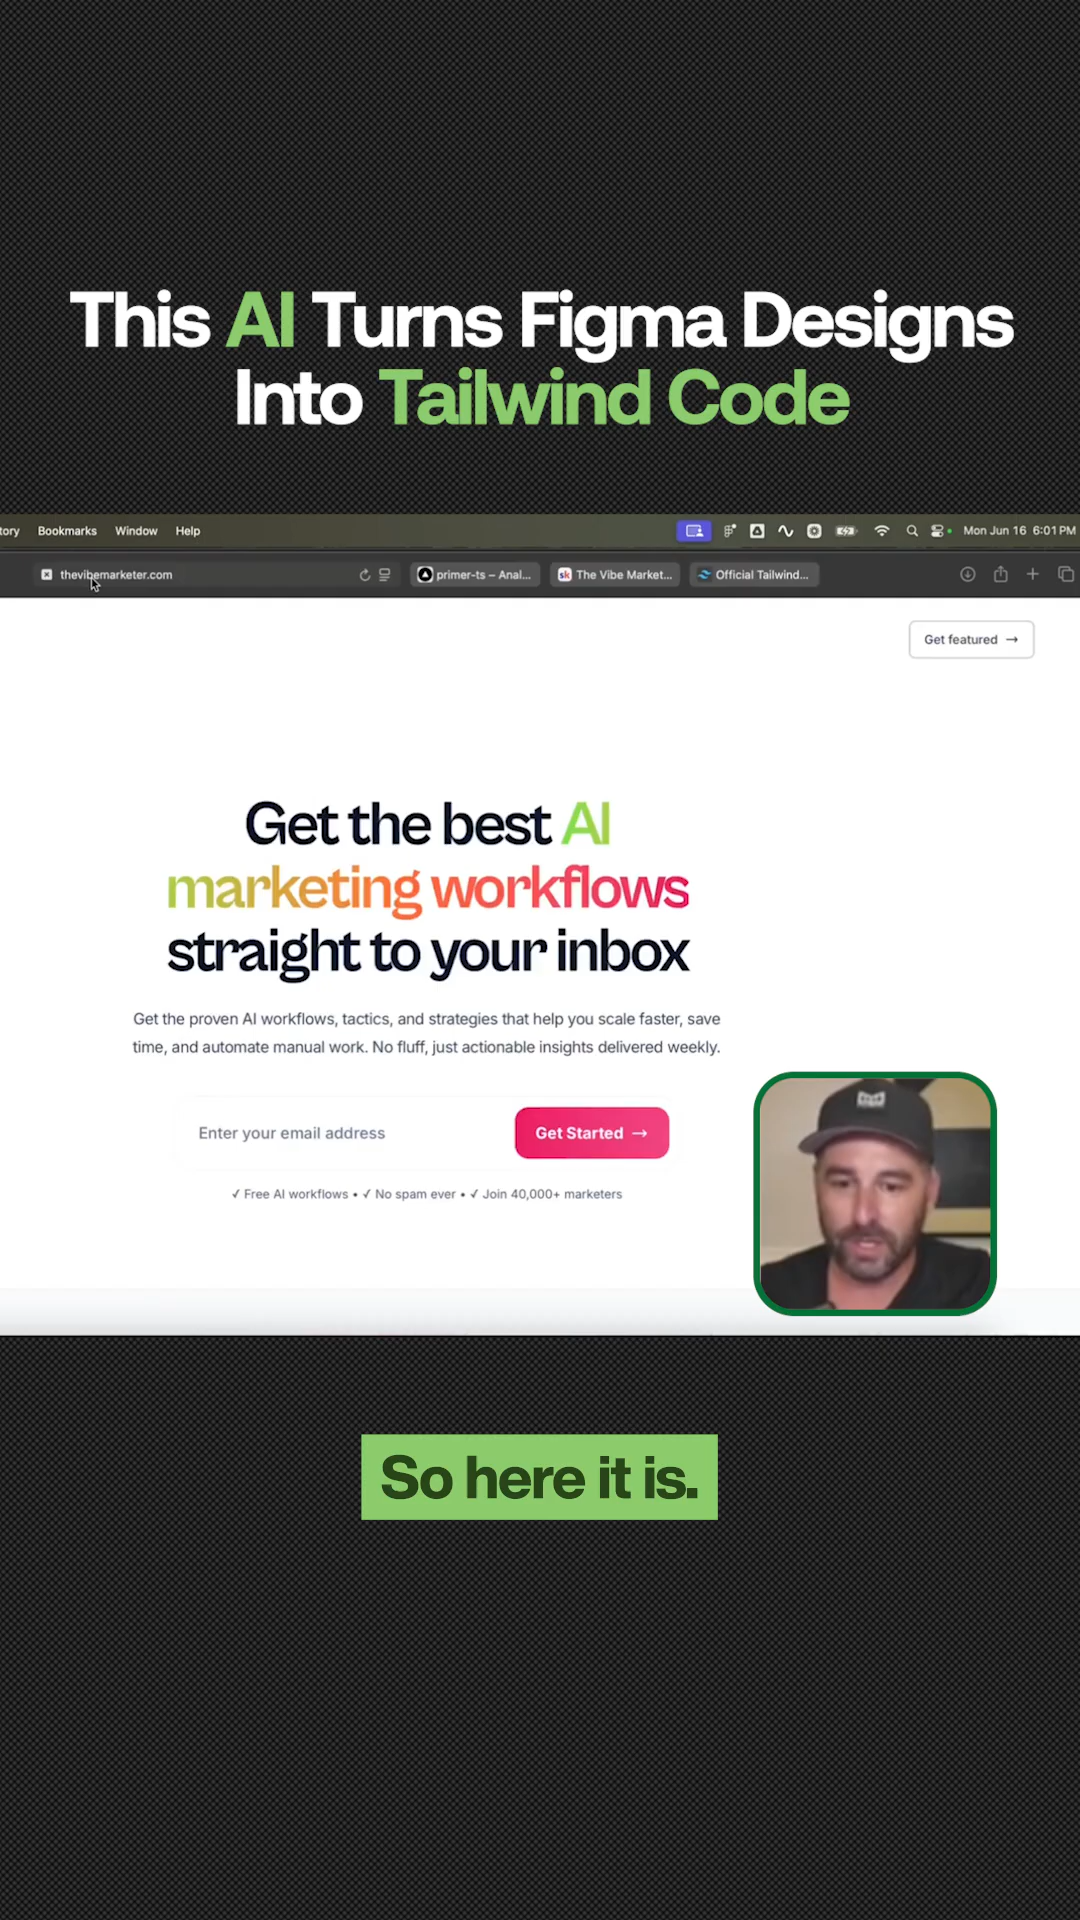 This AI Turns Figma Designs
Into Tailwind Code
tory Bookmarks Window Help Mon Jun 16 6:01 PM
thevibemarketer.com primer-ts – Anal... sk The Vibe Market... Official Tailwind...
Get featured →
Get the best AI
marketing workflows
straight to your inbox
Get the proven AI workflows, tactics, and strategies that help you scale faster, save
time, and automate manual work. No fluff, just actionable insights delivered weekly.
Enter your email address Get Started →
✓ Free AI workflows • ✓ No spam ever • ✓ Join 40,000+ marketers
So here it is.